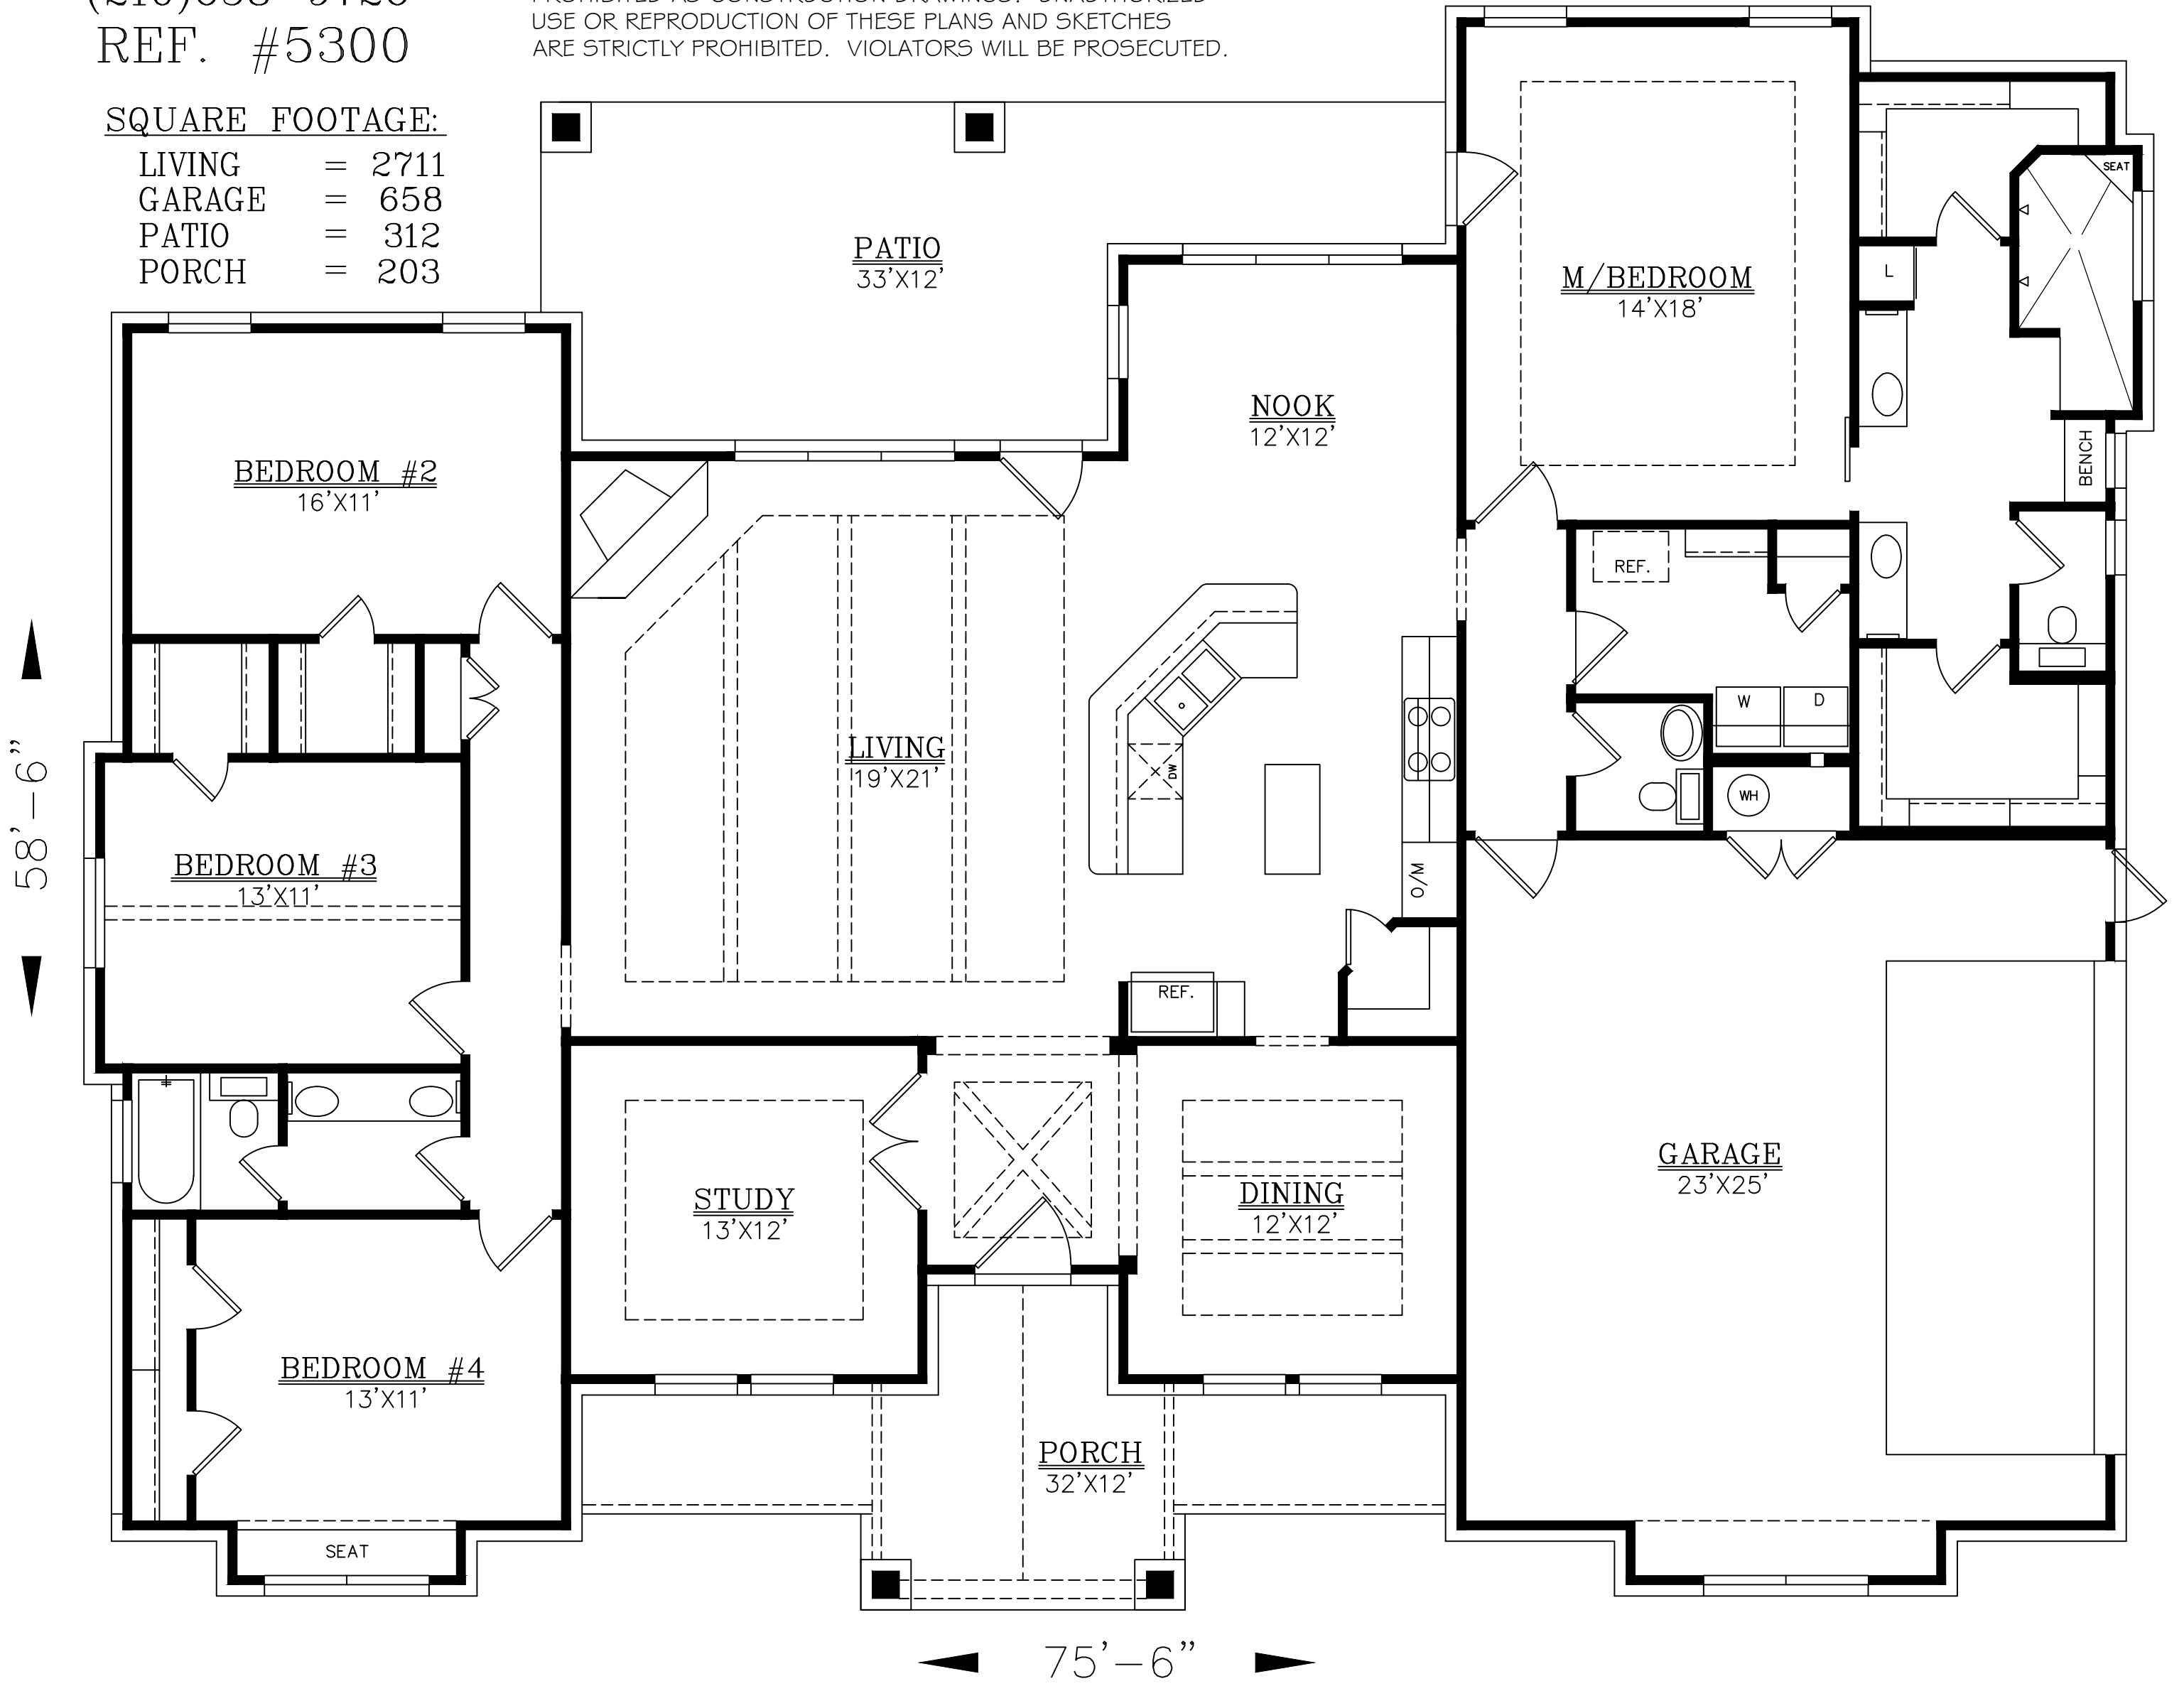 REF. #5300
USE OR REPRODUCTION OF THESE PLANS AND SKETCHES
ARE STRICTLY PROHIBITED. VIOLATORS WILL BE PROSECUTED.
SQUARE FOOTAGE:
LIVING = 2711
GARAGE = 658
PATIO = 312
PORCH = 203
PATIO
33'X12'
M/BEDROOM
14'X18'
SEAT
L
NOOK
12'X12'
BEDROOM #2
16'X11'
BENCH
REF.
W
D
LIVING
19'X21'
DW
WH
O/M
58'-6"
BEDROOM #3
13'X11'
REF.
STUDY
13'X12'
DINING
12'X12'
GARAGE
23'X25'
BEDROOM #4
13'X11'
PORCH
32'X12'
SEAT
75'-6"